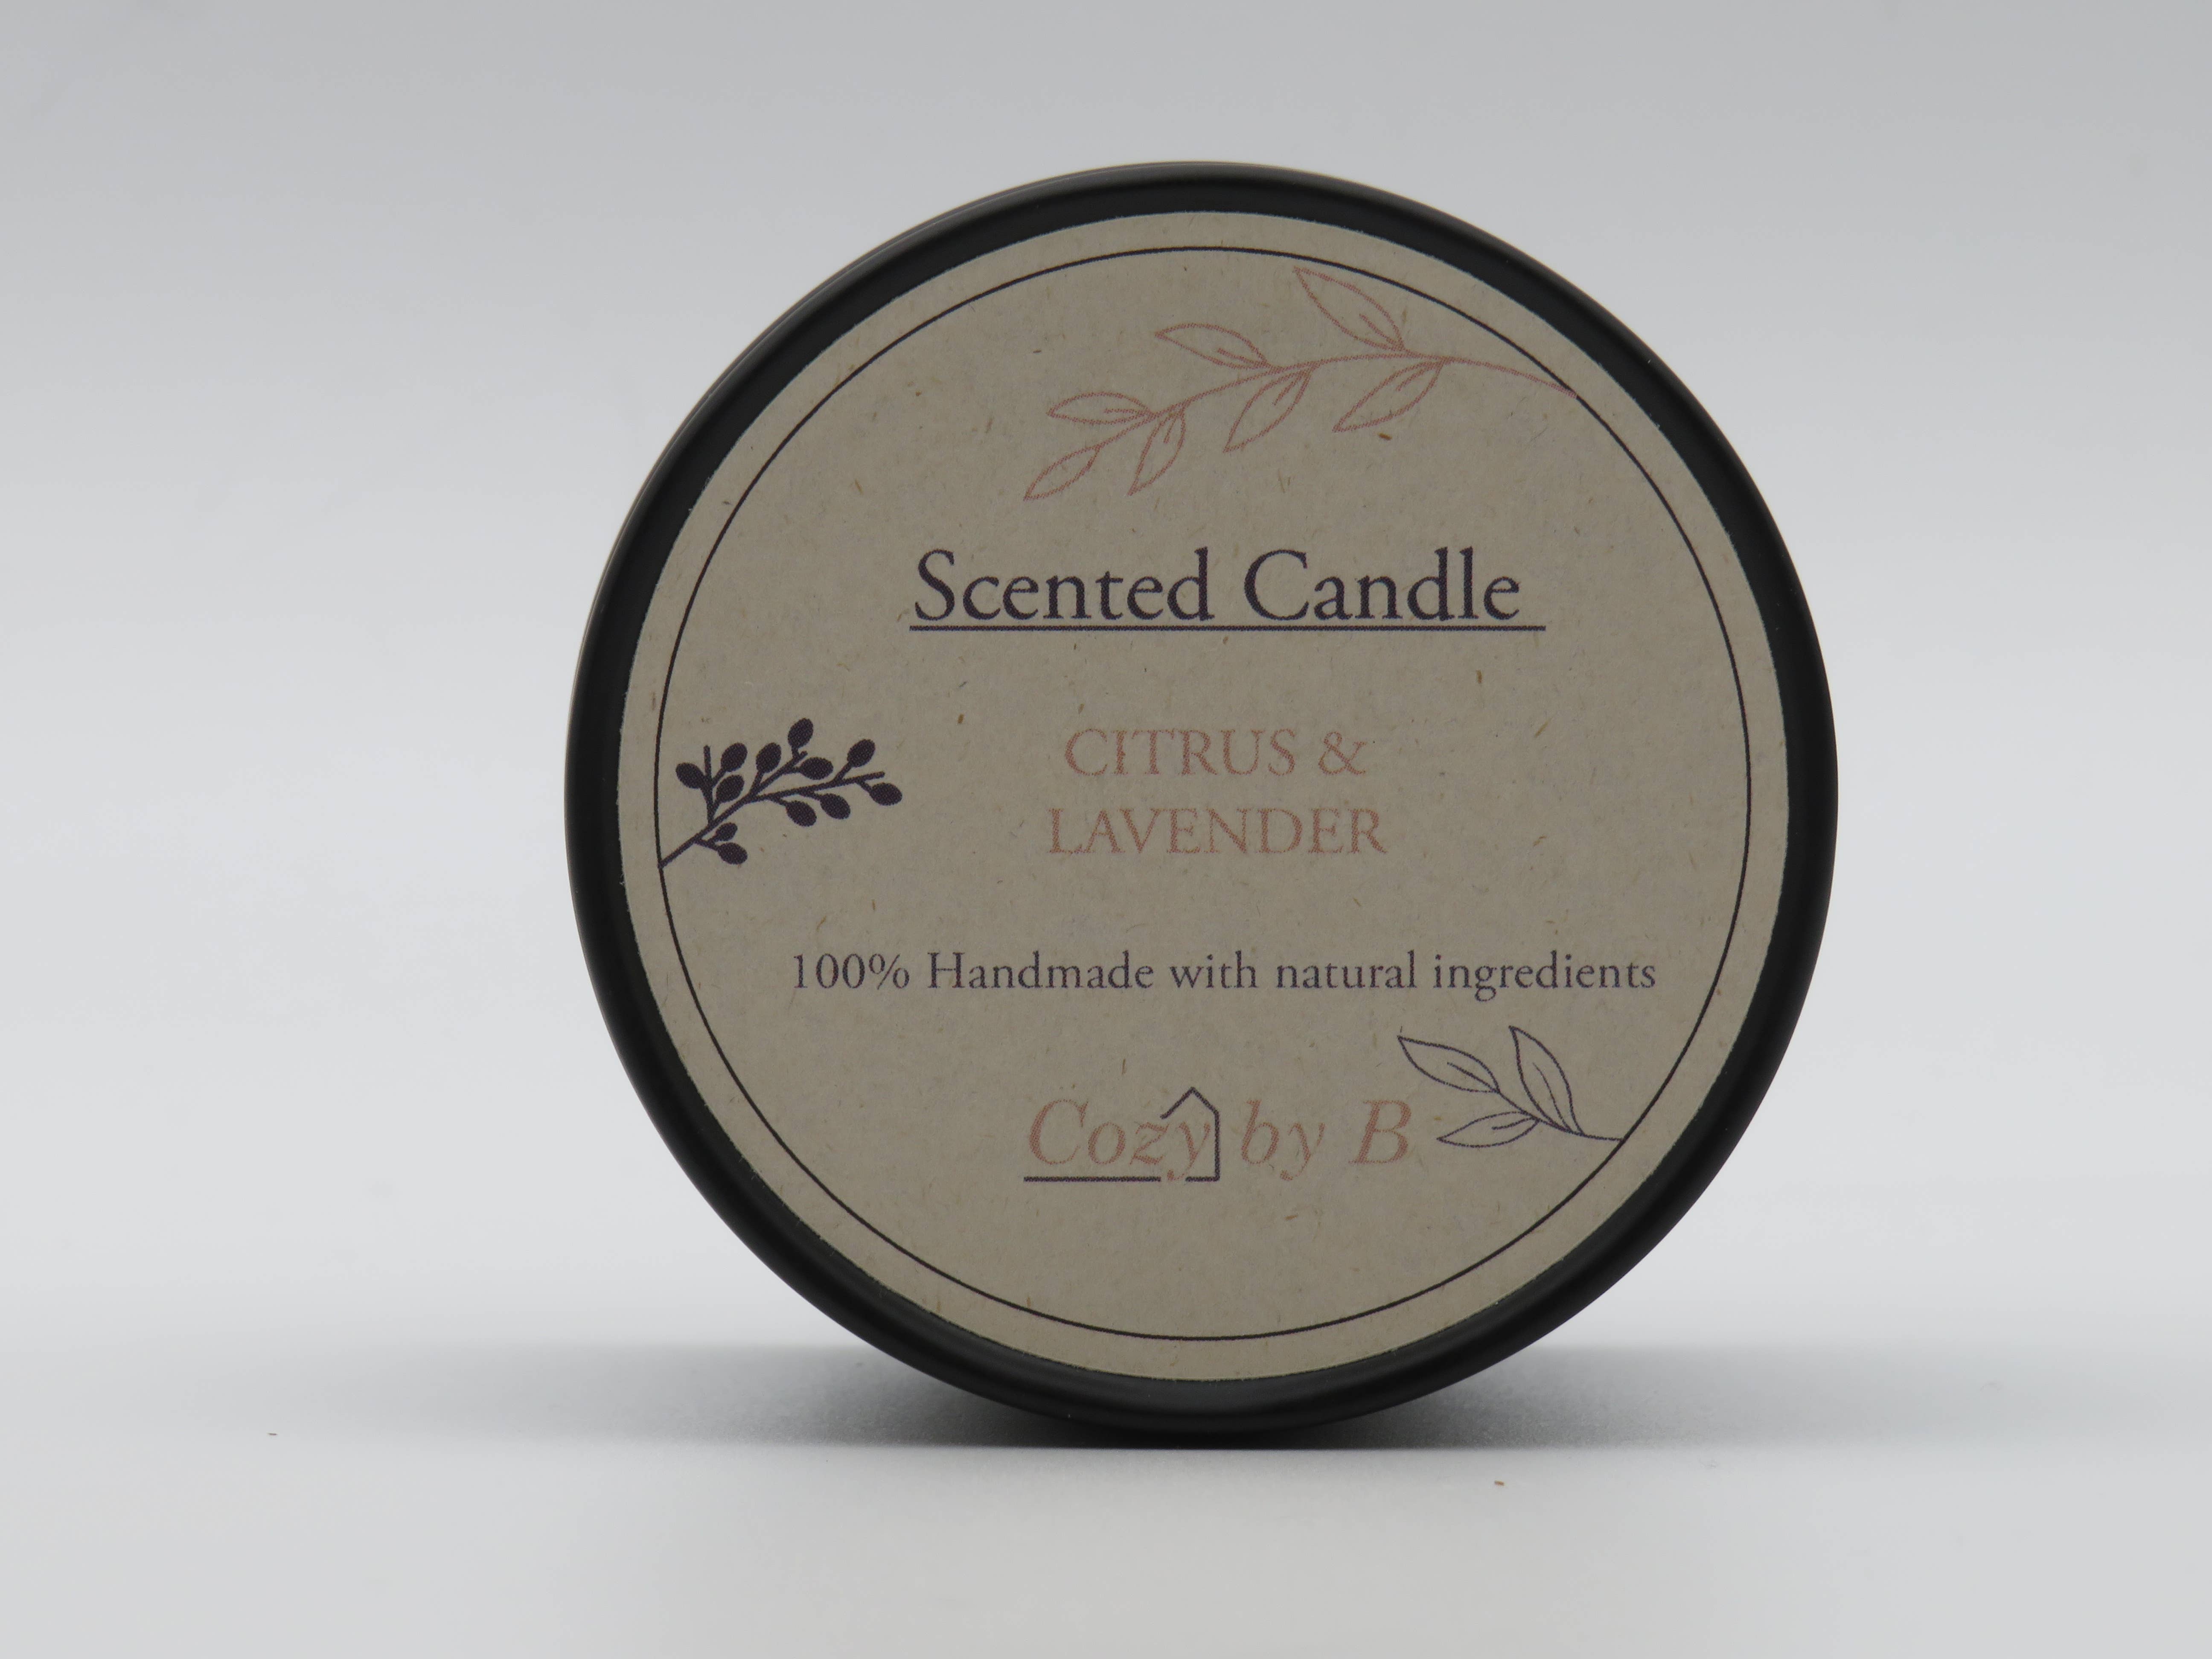 Scented Candle
CITRUS &
LAVENDER
100% Handmade with natural ingredients
Cozy by B